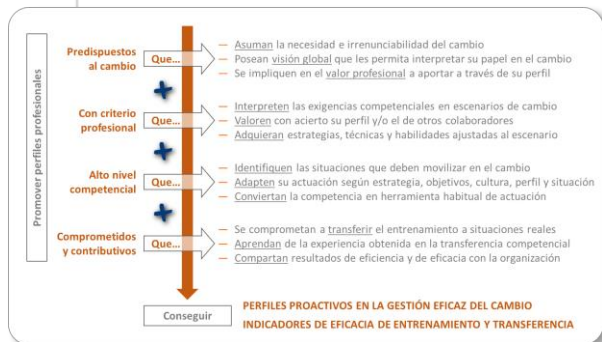 Promover perfiles profesionales
Predispuestos
al cambio
Que...
— Asuman la necesidad e irrenunciabilidad del cambio
— Posean visión global que les permita interpretar su papel en el cambio
— Se impliquen en el valor profesional a aportar a través de su perfil
+
Con criterio
profesional
Que...
— Interpreten las exigencias competenciales en escenarios de cambio
— Valoren con acierto su perfil y/o el de otros colaboradores
— Adquieran estrategias, técnicas y habilidades ajustadas al escenario
+
Alto nivel
competencial
Que...
— Identifiquen las situaciones que deben movilizar en el cambio
— Adapten su actuación según estrategia, objetivos, cultura, perfil y situación
— Conviertan la competencia en herramienta habitual de actuación
+
Comprometidos
y contributivos
Que...
— Se comprometan a transferir el entrenamiento a situaciones reales
— Aprendan de la experiencia obtenida en la transferencia competencial
— Compartan resultados de eficiencia y de eficacia con la organización
Conseguir
PERFILES PROACTIVOS EN LA GESTIÓN EFICAZ DEL CAMBIO
INDICADORES DE EFICACIA DE ENTRENAMIENTO Y TRANSFERENCIA